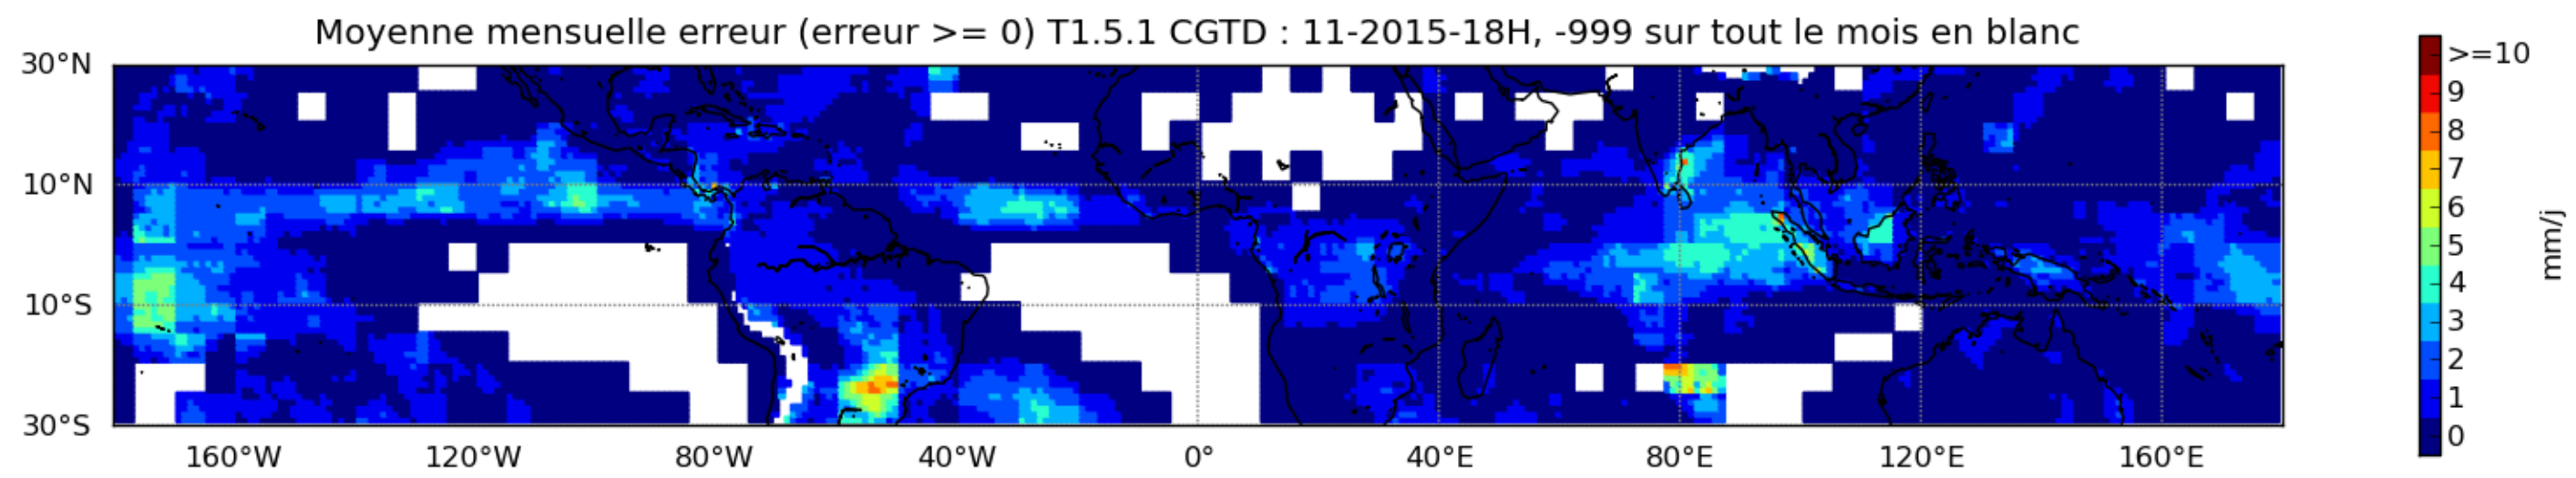 Moyenne mensuelle erreur (erreur >= 0) T1.5.1 CGTD : 11-2015-18H, -999 sur tout le mois en blanc
30°N
10°N
10°S
30°S
160°W 120°W 80°W 40°W 0° 40°E 80°E 120°E 160°E
>=10
9
8
7
6
5
4
3
2
1
0
mm/j